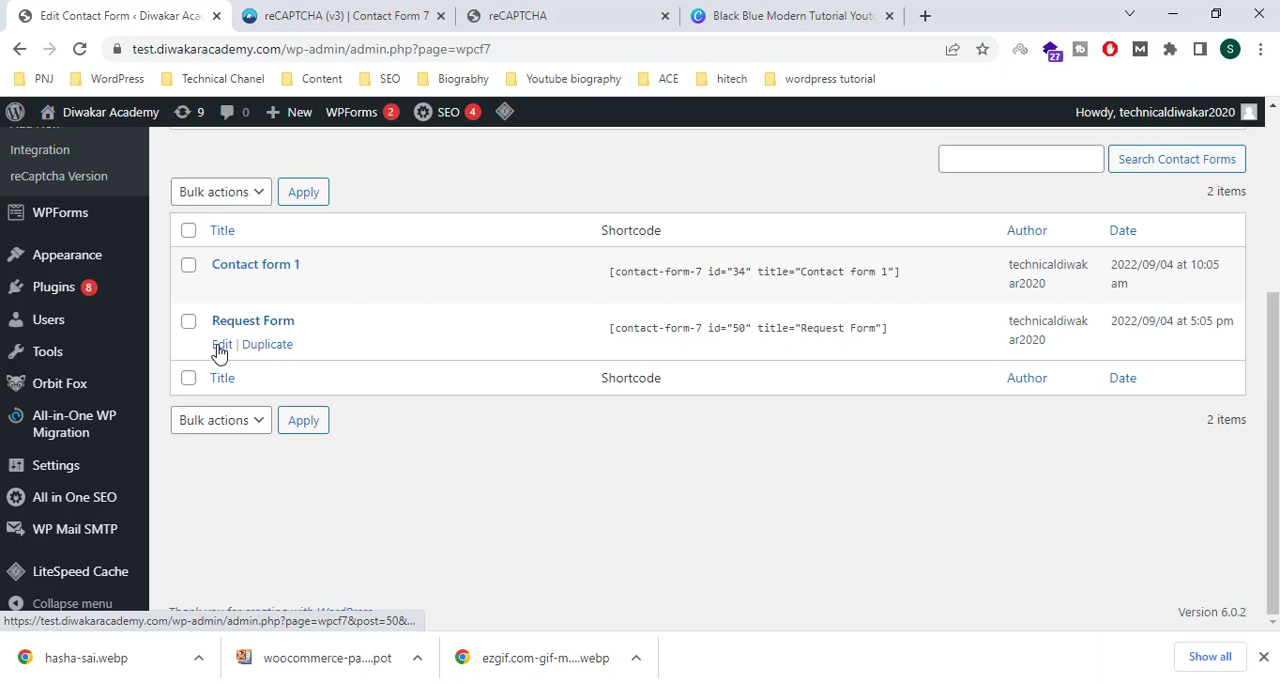 Edit Contact Form ‹ Diwakar Aca
reCAPTCHA (v3) | Contact Form 7
reCAPTCHA
Black Blue Modern Tutorial Yout
test.diwakaracademy.com/wp-admin/admin.php?page=wpcf7
27
S
PNJ
WordPress
Technical Chanel
Content
SEO
Biograbhy
Youtube biography
ACE
hitech
wordpress tutorial
Diwakar Academy
9
0
New
WPForms 2
SEO 4
Howdy, technicaldiwakar2020
Integration
reCaptcha Version
WPForms
Appearance
Plugins 8
Users
Tools
Orbit Fox
All-in-One WP
Migration
Settings
All in One SEO
WP Mail SMTP
LiteSpeed Cache
Collapse menu
Search Contact Forms
Bulk actions
Apply
2 items
Title
Shortcode
Author
Date
Contact form 1
[contact-form-7 id="34" title="Contact form 1"]
technicaldiwak
ar2020
2022/09/04 at 10:05
am
Request Form
Edit | Duplicate
[contact-form-7 id="50" title="Request Form"]
technicaldiwak
ar2020
2022/09/04 at 5:05 pm
Title
Shortcode
Author
Date
Bulk actions
Apply
2 items
Thank you for creating with WordPress
Version 6.0.2
https://test.diwakaracademy.com/wp-admin/admin.php?page=wpcf7&post=50&...
hasha-sai.webp
woocommerce-pa....pot
ezgif.com-gif-m....webp
Show all